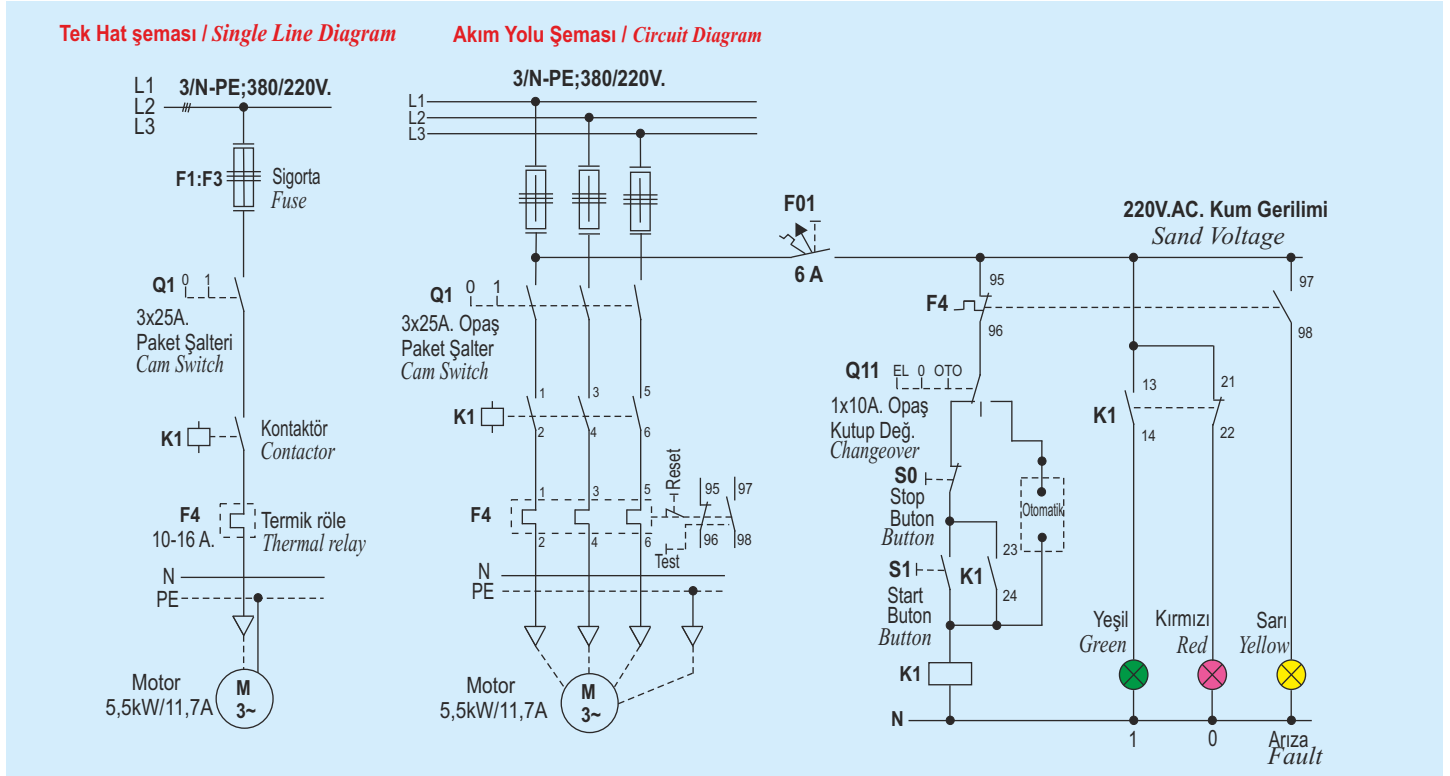 Tek Hat şeması / Single Line Diagram
L1
L2
L3
3/N-PE;380/220V.
F1:F3
Sigorta
Fuse
Q1
0 1
3x25A.
Paket Şalteri
Cam Switch
K1
Kontaktör
Contactor
F4
10-16 A.
Termik röle
Thermal relay
N
PE
Motor
5,5kW/11,7A
M
3~
Akım Yolu Şeması / Circuit Diagram
3/N-PE;380/220V.
L1
L2
L3
Q1
0 1
3x25A. Opaş
Paket Şalter
Cam Switch
K1
1 3 5
2 4 6
F4
1 3 5
2 4 6
Reset
Test
95 97
96 98
N
PE
Motor
5,5kW/11,7A
M
3~
F01
6 A
220V.AC. Kum Gerilimi
Sand Voltage
95
F4
96
97
98
Q11
EL 0 OTO
1x10A. Opaş
Kutup Değ.
Changeover
S0
Stop
Buton
Button
Otomatik
S1
Start
Buton
Button
K1
23
24
K1
N
K1
13
14
21
22
Yeşil
Green
Kırmızı
Red
Sarı
Yellow
1
0
Arıza
Fault